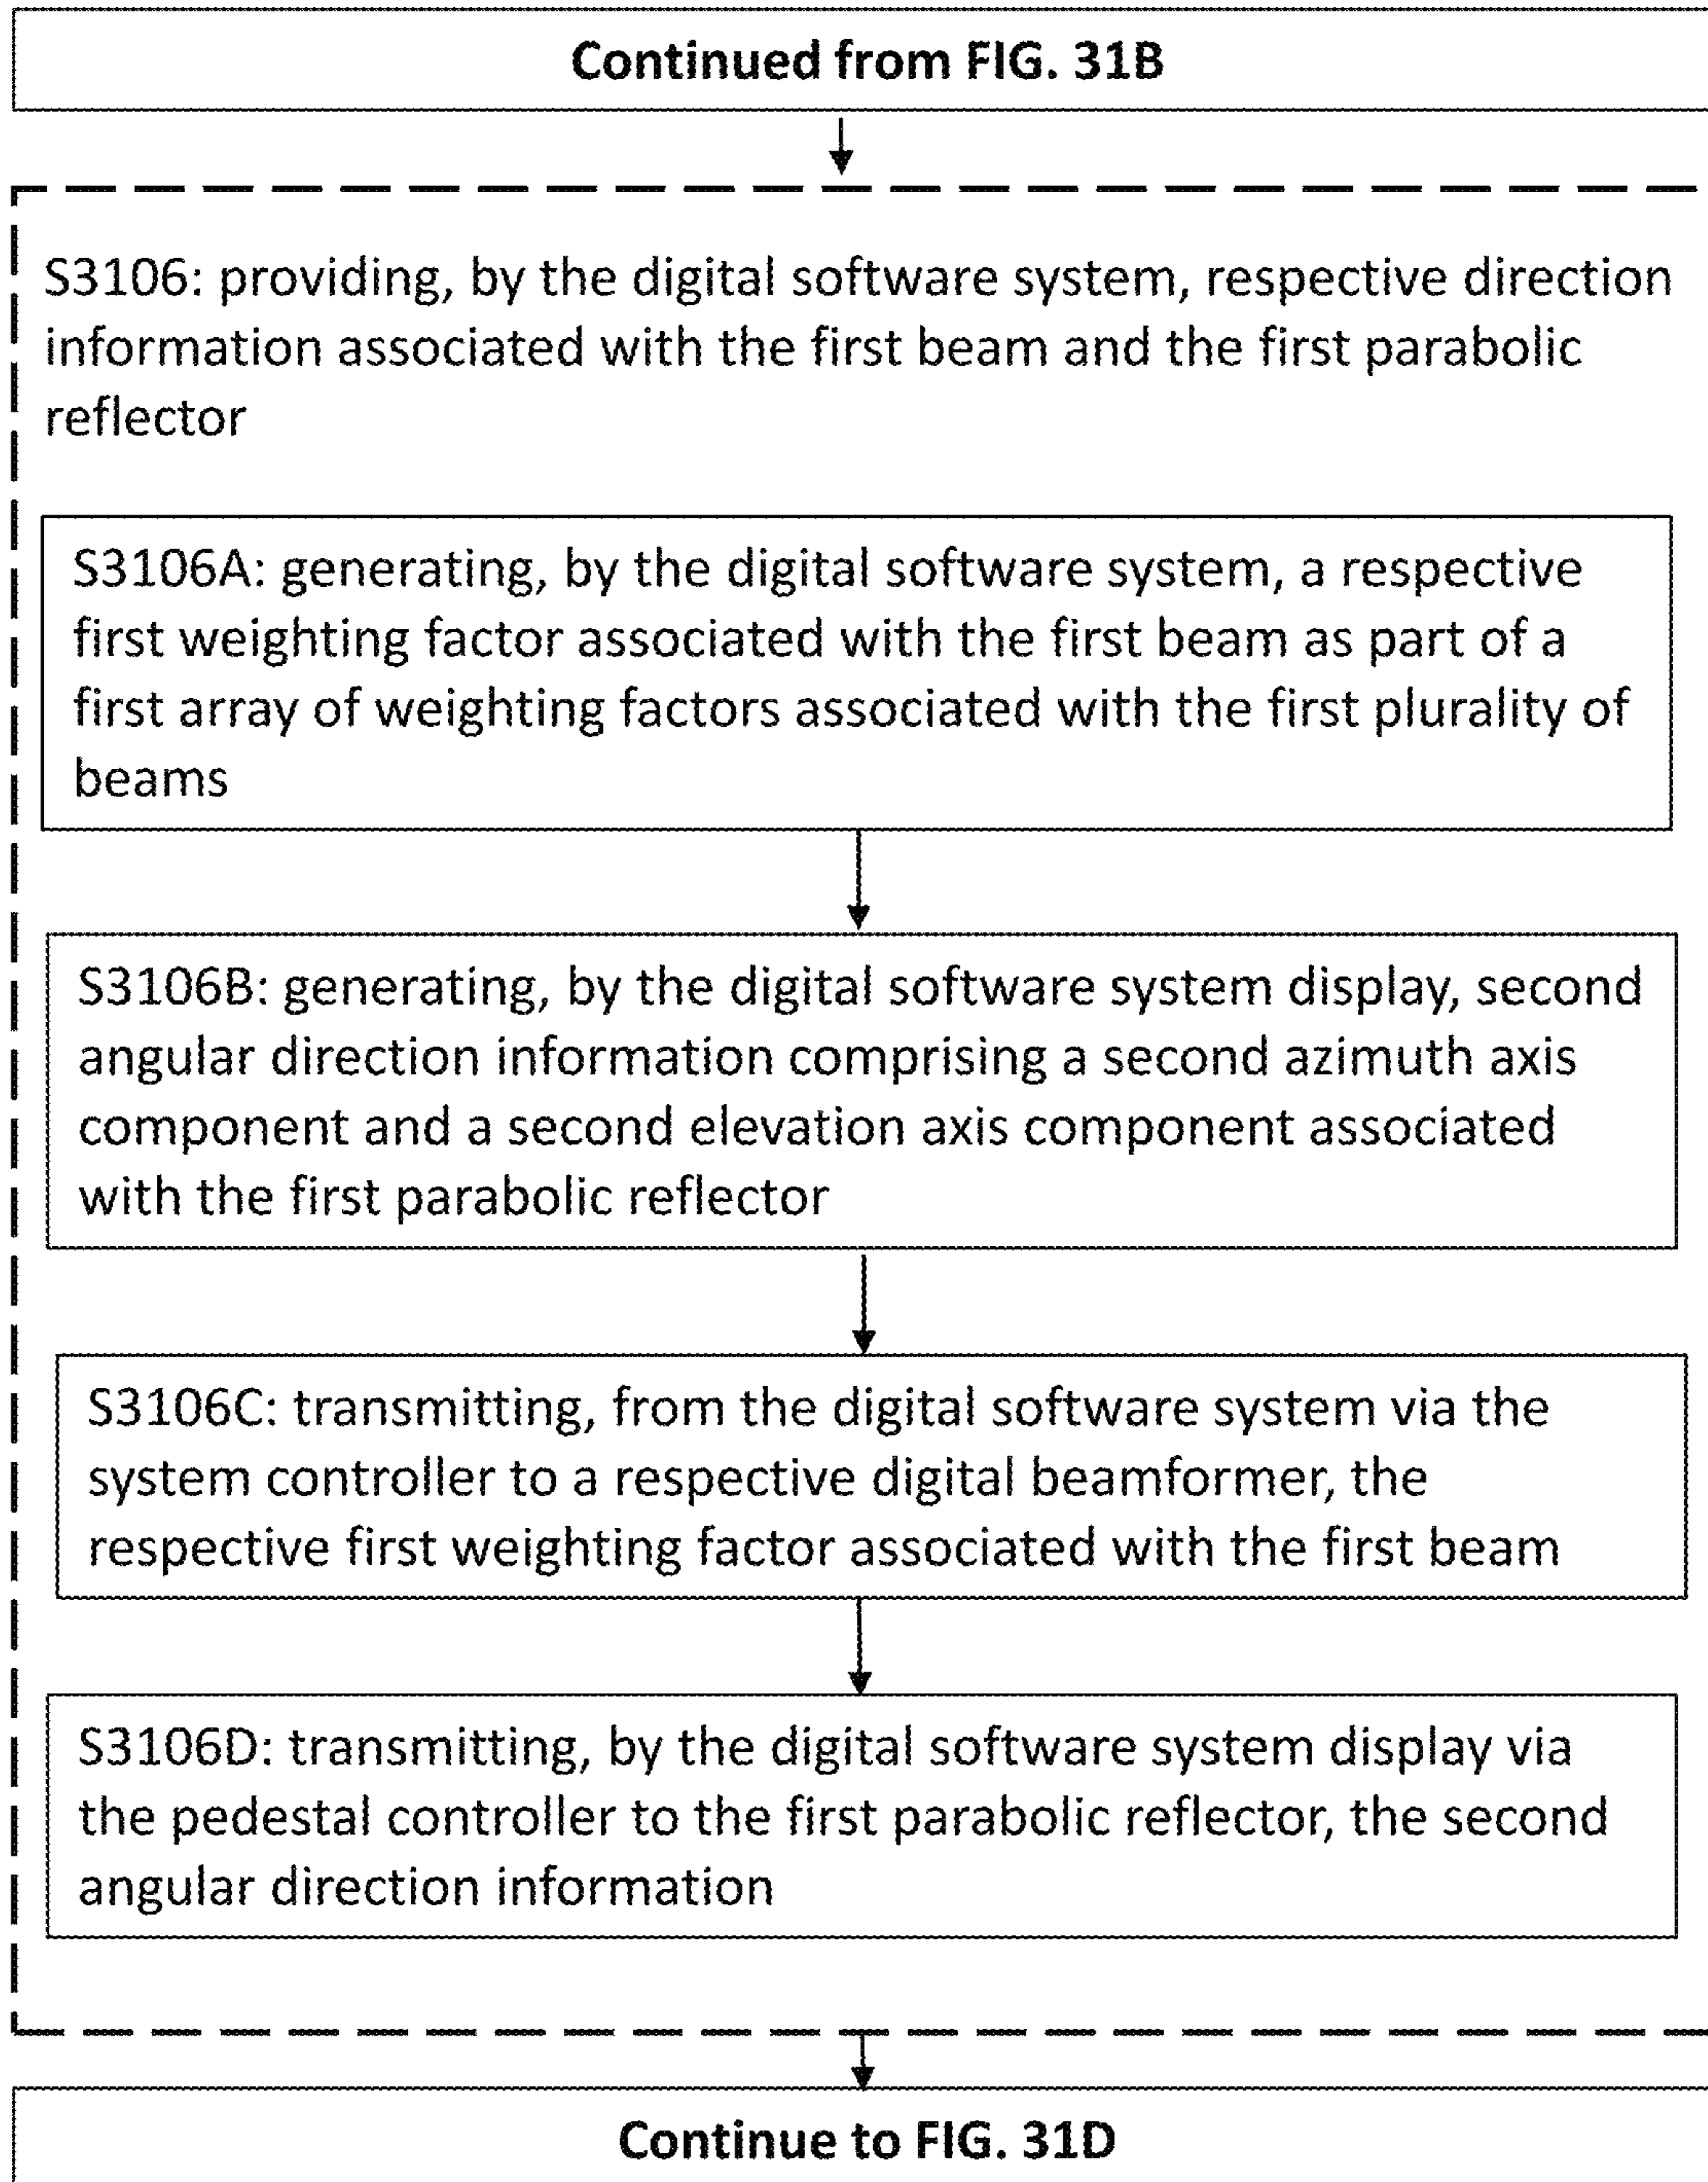 Continued from FIG. 31B
S3106: providing, by the digital software system, respective direction
information associated with the first beam and the first parabolic
reflector
S3106A: generating, by the digital software system, a respective
first weighting factor associated with the first beam as part of a
first array of weighting factors associated with the first plurality of
beams
S3106B: generating, by the digital software system display, second
angular direction information comprising a second azimuth axis
component and a second elevation axis component associated
with the first parabolic reflector
S3106C: transmitting, from the digital software system via the
system controller to a respective digital beamformer, the
respective first weighting factor associated with the first beam
S3106D: transmitting, by the digital software system display via
the pedestal controller to the first parabolic reflector, the second
angular direction information
Continue to FIG. 31D